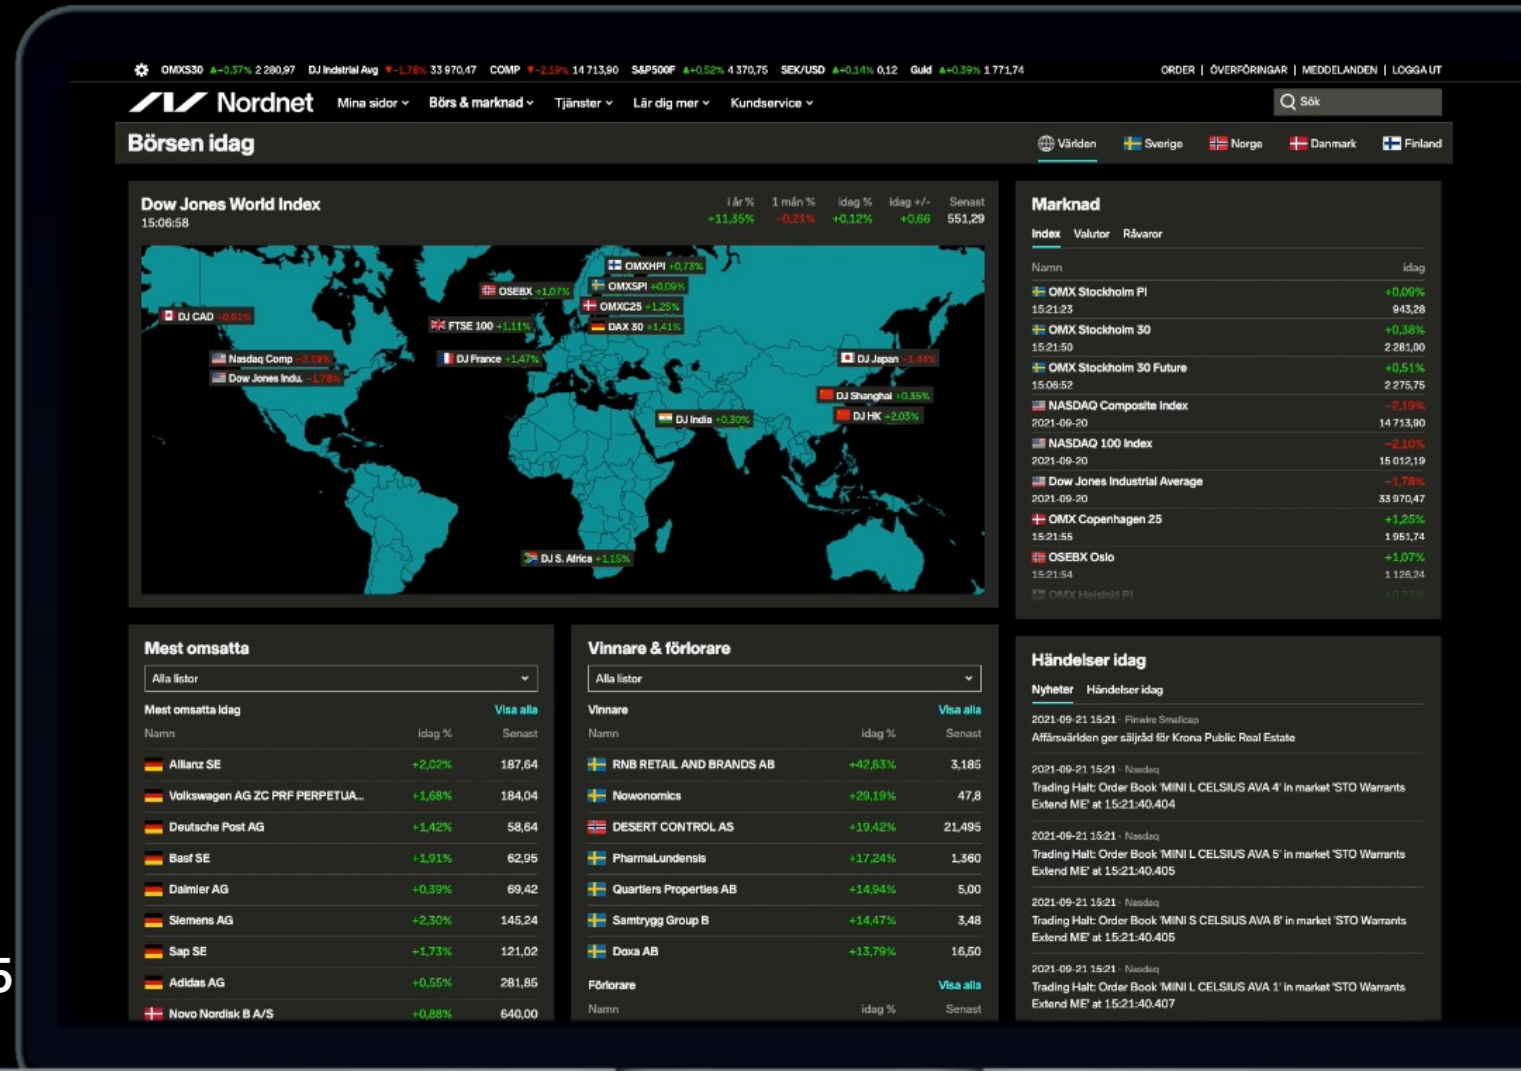 OMXS30 ▲+0.37% 2 280,97 DJ Indstrial Avg ▼-1.78% 33 970,47 COMP ▼-2.19% 14 713,90 S&P500F ▲+0.52% 4 370,75 SEK/USD ▲+0.14% 0,12 Guld ▲+0.39% 1 771,74
ORDER | ÖVERFÖRINGAR | MEDDELANDEN | LOGGA UT
Nordnet Mina sidor Börs & marknad Tjänster Lär dig mer Kundservice Sök
Börsen idag
Världen Sverige Norge Danmark Finland
Dow Jones World Index
15:06:58
i år % 1 mån % idag % idag +/- Senast
+11,35% -0,21% +0,12% +0,66 551,29
OMXHPI +0,73%
OSEBX +1,07%
OMXSPI +0,09%
OMXC25 +1,25%
DJ CAD -0,01%
FTSE 100 +1,11%
DAX 30 +1,41%
Nasdaq Comp -2,19%
DJ France +1,47%
DJ Japan -1,44%
Dow Jones Indu. -1,78%
DJ Shanghai +0,35%
DJ India +0,30%
DJ HK +2,03%
DJ S. Africa +1,15%
Marknad
Index Valutor Råvaror
Namn idag
OMX Stockholm PI +0,09%
15:21:23 943,28
OMX Stockholm 30 +0,38%
15:21:50 2 281,00
OMX Stockholm 30 Future +0,51%
15:06:52 2 275,75
NASDAQ Composite Index -2,19%
2021-09-20 14 713,90
NASDAQ 100 Index -2,10%
2021-09-20 15 012,19
Dow Jones Industrial Average -1,78%
2021-09-20 33 970,47
OMX Copenhagen 25 +1,25%
15:21:55 1 951,74
OSEBX Oslo +1,07%
15:21:54 1 126,24
OMX Helsinki PI +0,73%
Mest omsatta
Alla listor
Mest omsatta idag Visa alla
Namn idag % Senast
Allianz SE +2,02% 187,64
Volkswagen AG ZC PRF PERPETUA... +1,68% 184,04
Deutsche Post AG +1,42% 58,64
Basf SE +1,91% 62,95
Daimler AG +0,39% 69,42
Siemens AG +2,30% 145,24
Sap SE +1,73% 121,02
Adidas AG +0,55% 281,85
Novo Nordisk B A/S +0,88% 640,00
Vinnare & förlorare
Alla listor
Vinnare Visa alla
Namn idag % Senast
RNB RETAIL AND BRANDS AB +42,83% 3,185
Nowonomics +29,19% 47,8
DESERT CONTROL AS +19,42% 21,495
PharmaLundensis +17,24% 1,360
Quartiers Properties AB +14,94% 5,00
Samtrygg Group B +14,47% 3,48
Doxa AB +13,79% 16,50
Förlorare Visa alla
Namn idag % Senast
Händelser idag
Nyheter Händelser idag
2021-09-21 15:21 · Finwire Smallcap
Affärsvärlden ger säljråd för Krona Public Real Estate
2021-09-21 15:21 · Nasdaq
Trading Halt: Order Book 'MINI L CELSIUS AVA 4' in market 'STO Warrants
Extend ME' at 15:21:40.404
2021-09-21 15:21 · Nasdaq
Trading Halt: Order Book 'MINI L CELSIUS AVA 5' in market 'STO Warrants
Extend ME' at 15:21:40.405
2021-09-21 15:21 · Nasdaq
Trading Halt: Order Book 'MINI S CELSIUS AVA 8' in market 'STO Warrants
Extend ME' at 15:21:40.405
2021-09-21 15:21 · Nasdaq
Trading Halt: Order Book 'MINI L CELSIUS AVA 1' in market 'STO Warrants
Extend ME' at 15:21:40.407
5